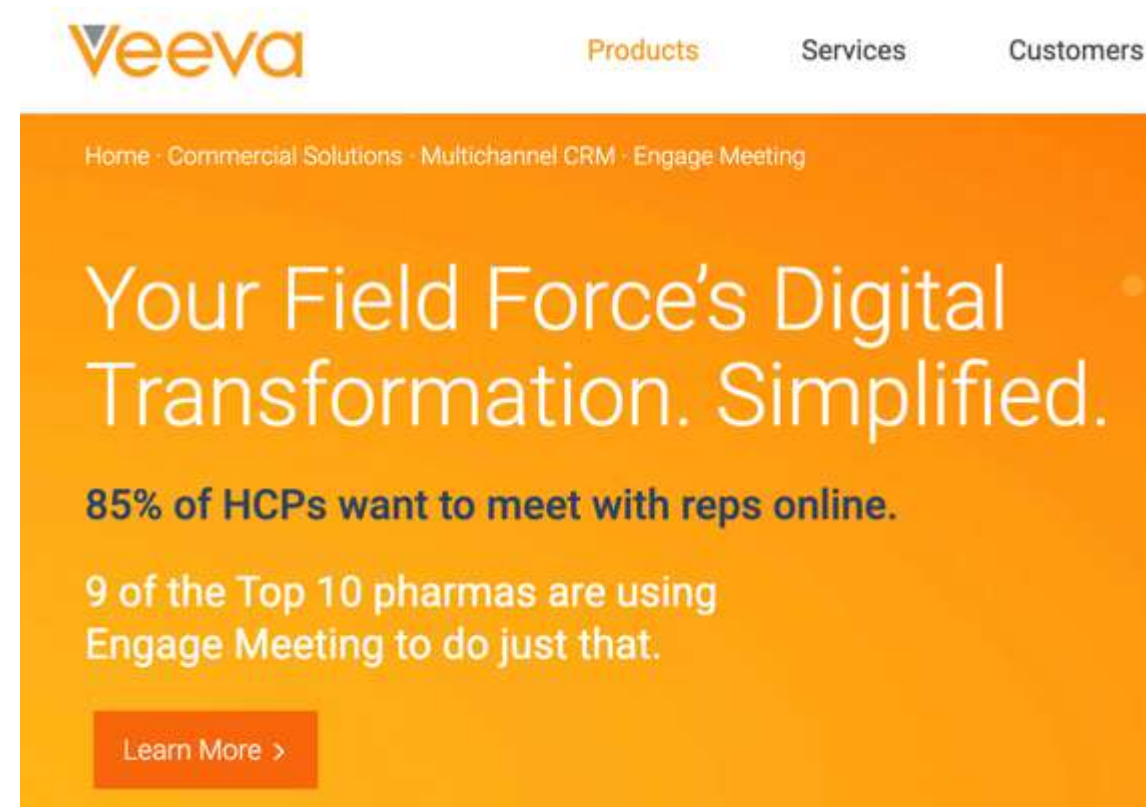 Veeva
Products Services Customers
Home · Commercial Solutions · Multichannel CRM · Engage Meeting
Your Field Force’s Digital
Transformation. Simplified.
85% of HCPs want to meet with reps online.
9 of the Top 10 pharmas are using
Engage Meeting to do just that.
Learn More >